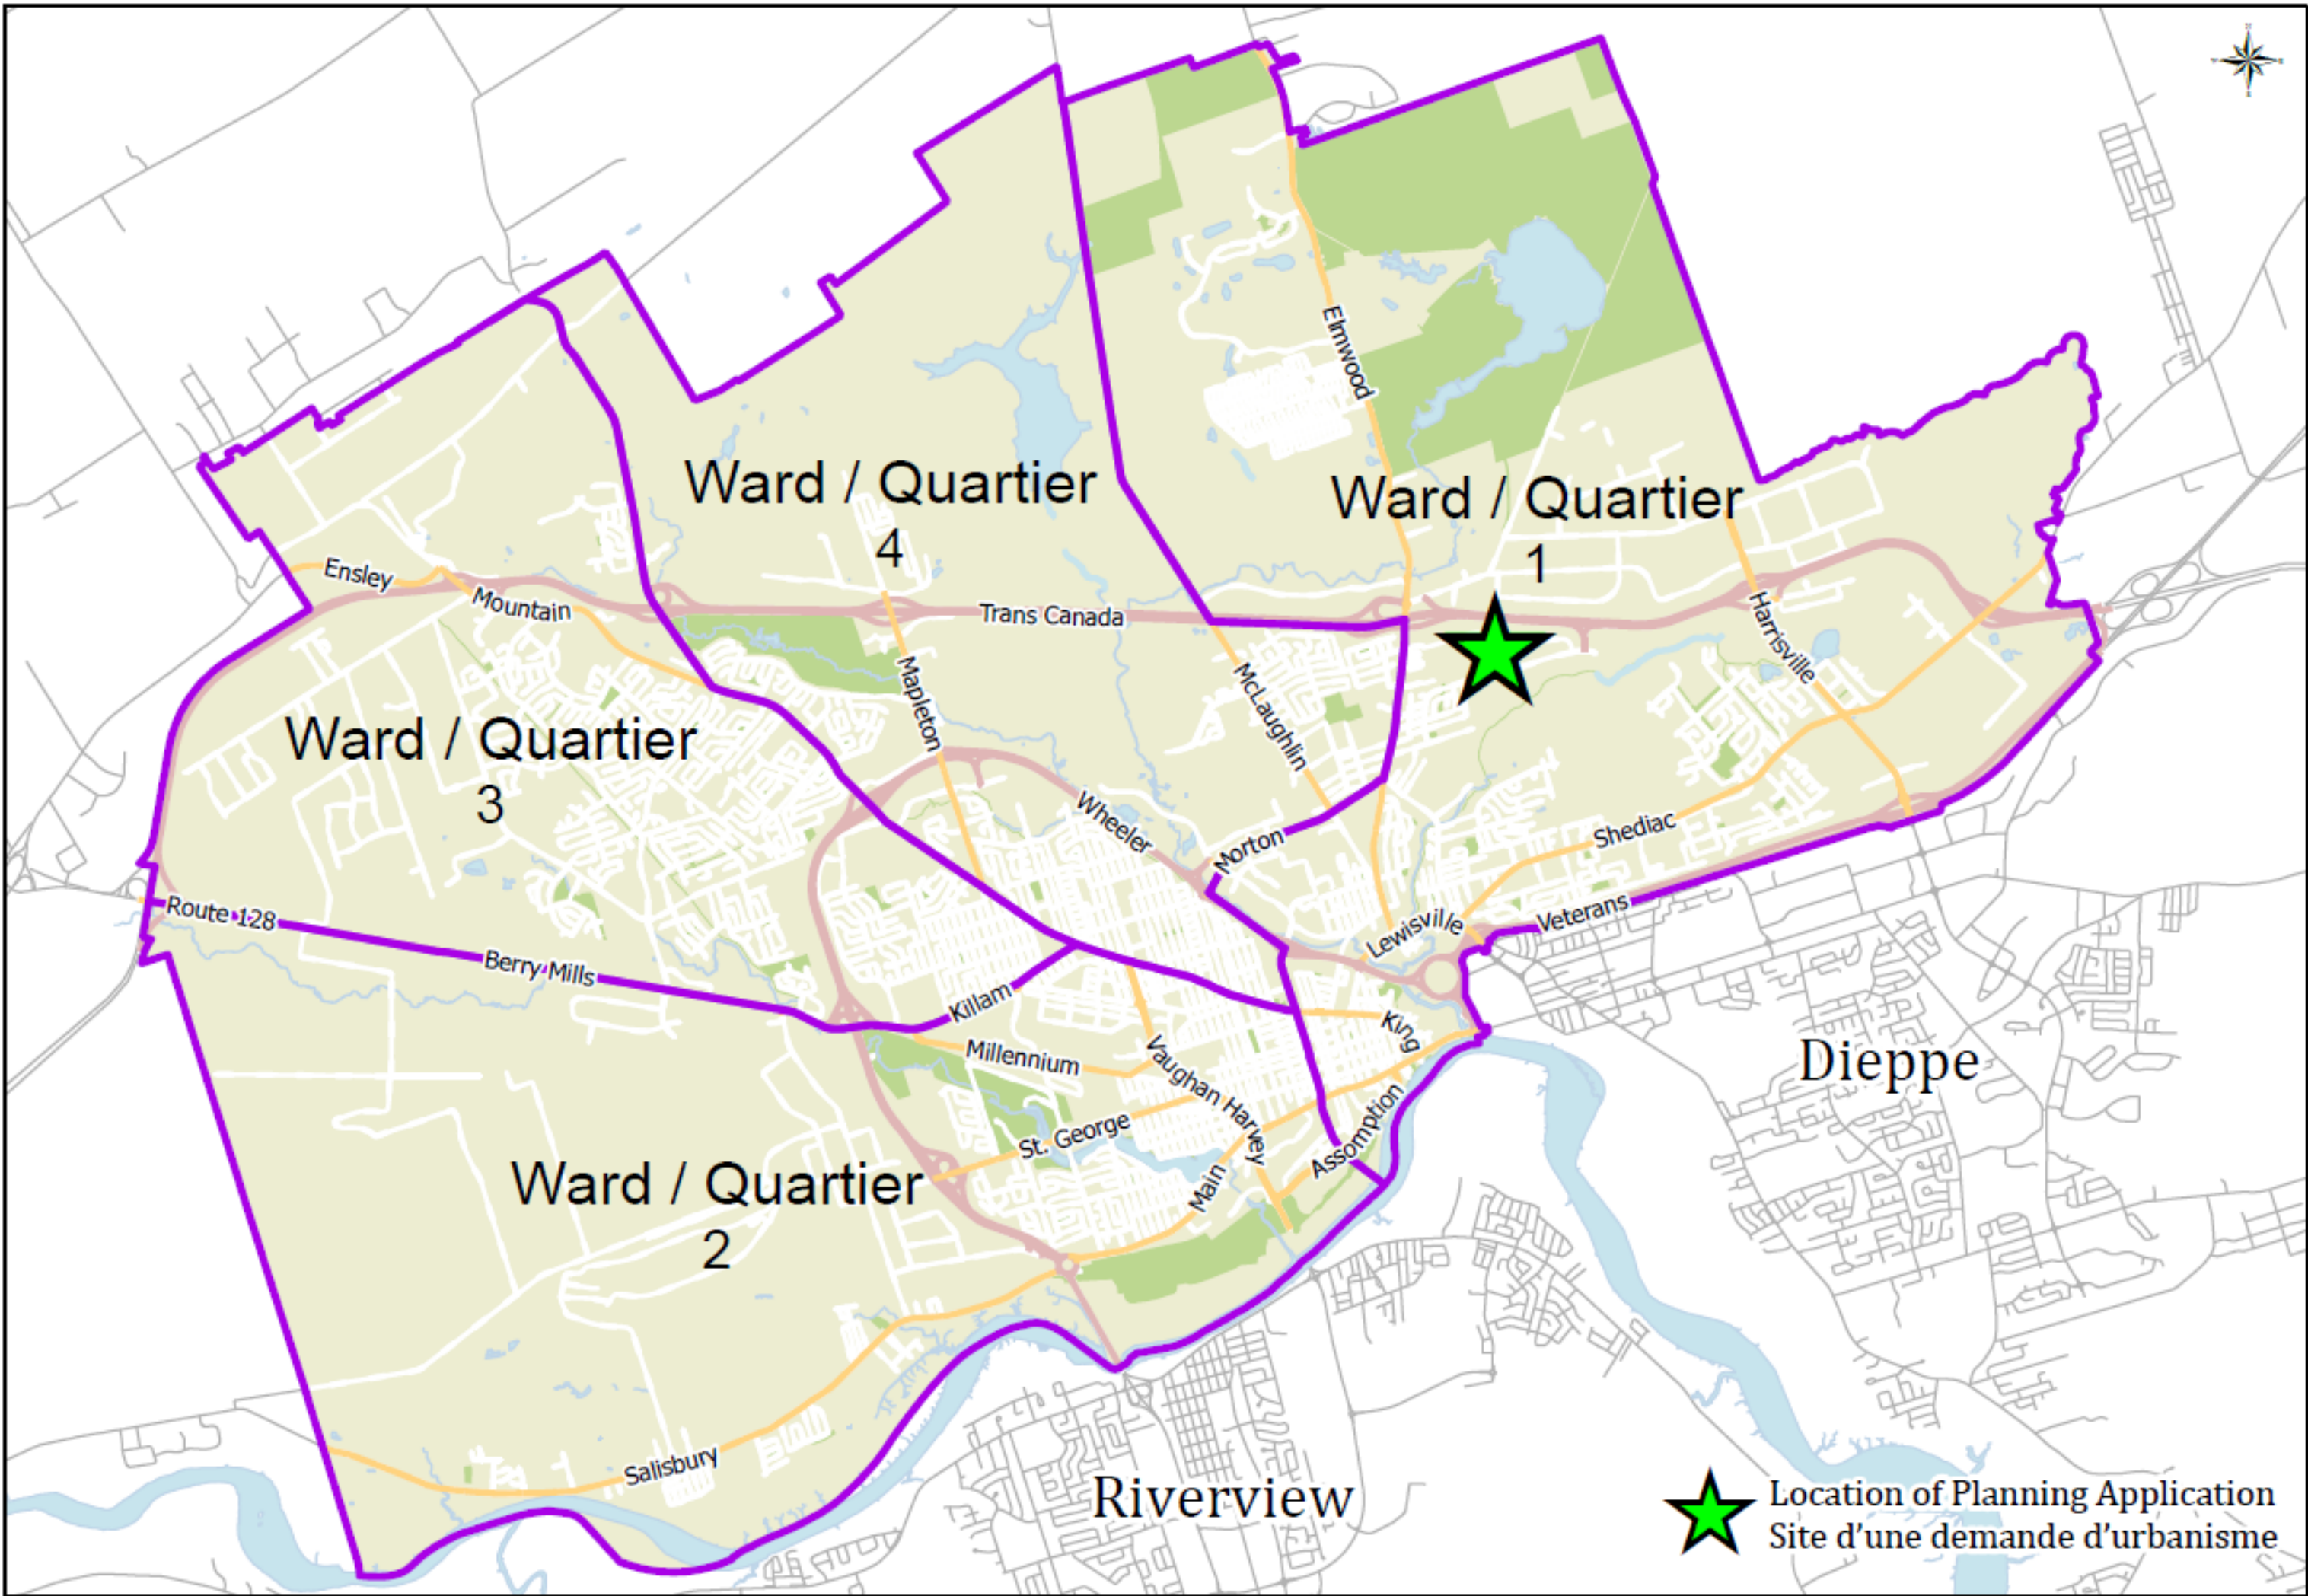 Elmwood
Ward / Quartier
4
Ward / Quartier
1
Ensley
Mountain
Trans Canada
Harrisville
Mapleton
McLaughlin
Ward / Quartier
3
Wheeler
Morton
Shediac
Route 128
Veterans
Lewisville
Berry Mills
Killam
King
Millennium
Vaughan Harvey
Dieppe
St. George
Assomption
Main
Ward / Quartier
2
Salisbury
Riverview
Location of Planning Application
Site d'une demande d'urbanisme